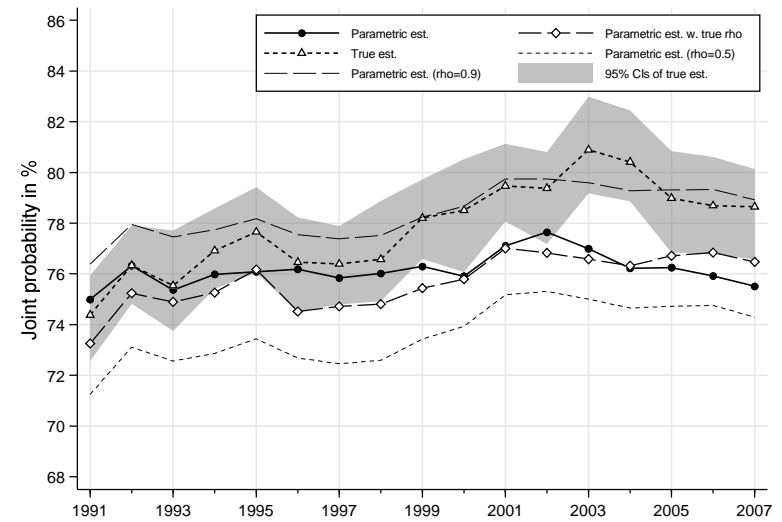 Parametric est.
True est.
Parametric est. (rho=0.9)
Parametric est. w. true rho
Parametric est. (rho=0.5)
95% CIs of true est.
Joint probability in %
86
84
82
80
78
76
74
72
70
68
1991 1993 1995 1997 1999 2001 2003 2005 2007